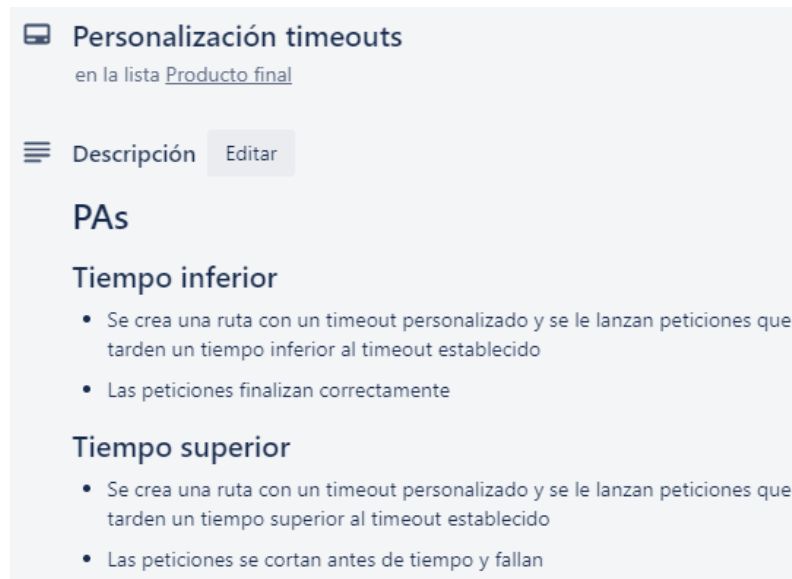 Personalización timeouts
en la lista Producto final
Descripción Editar
PAs
Tiempo inferior
• Se crea una ruta con un timeout personalizado y se le lanzan peticiones que
tarden un tiempo inferior al timeout establecido
• Las peticiones finalizan correctamente
Tiempo superior
• Se crea una ruta con un timeout personalizado y se le lanzan peticiones que
tarden un tiempo superior al timeout establecido
• Las peticiones se cortan antes de tiempo y fallan